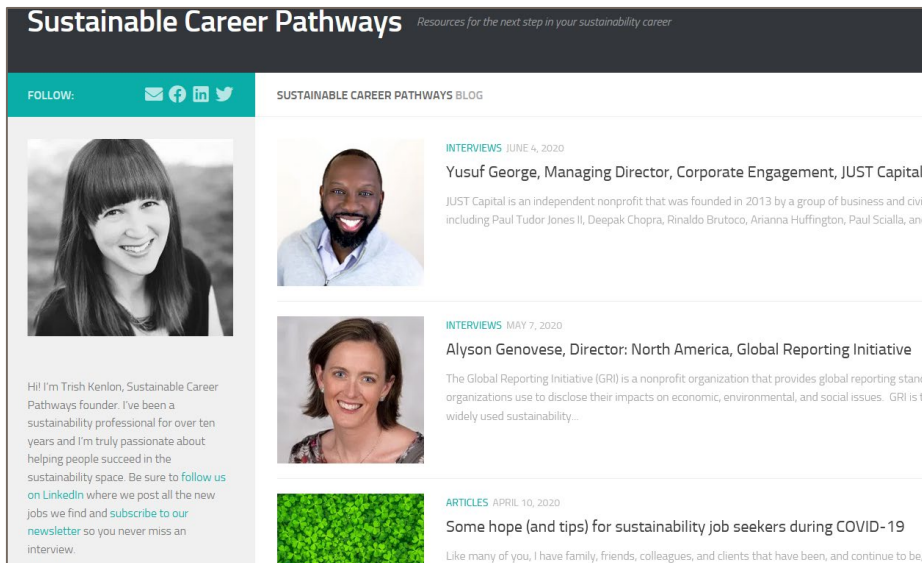 Sustainable Career Pathways
Resources for the next step in your sustainability career
FOLLOW:
SUSTAINABLE CAREER PATHWAYS BLOG
Hi! I'm Trish Kenlon, Sustainable Career
Pathways founder. I've been a
sustainability professional for over ten
years and I'm truly passionate about
helping people succeed in the
sustainability space. Be sure to follow us
on LinkedIn where we post all the new
jobs we find and subscribe to our
newsletter so you never miss an
interview.
INTERVIEWS JUNE 4, 2020
Yusuf George, Managing Director, Corporate Engagement, JUST Capital
JUST Capital is an independent nonprofit that was founded in 2013 by a group of business and civi
including Paul Tudor Jones II, Deepak Chopra, Rinaldo Brutoco, Arianna Huffington, Paul Scialla, an
INTERVIEWS MAY 7, 2020
Alyson Genovese, Director: North America, Global Reporting Initiative
The Global Reporting Initiative (GRI) is a nonprofit organization that provides global reporting stan
organizations use to disclose their impacts on economic, environmental, and social issues. GRI is t
widely used sustainability...
ARTICLES APRIL 10, 2020
Some hope (and tips) for sustainability job seekers during COVID-19
Like many of you, I have family, friends, colleagues, and clients that have been, and continue to be,